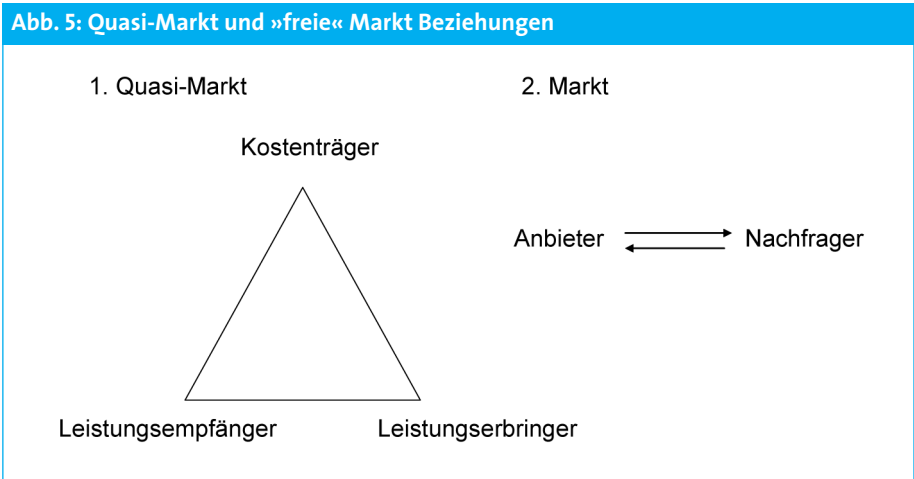 Abb. 5: Quasi-Markt und »freie« Markt Beziehungen
1. Quasi-Markt
2. Markt
Kostenträger
Anbieter
Nachfrager
Leistungsempfänger
Leistungserbringer